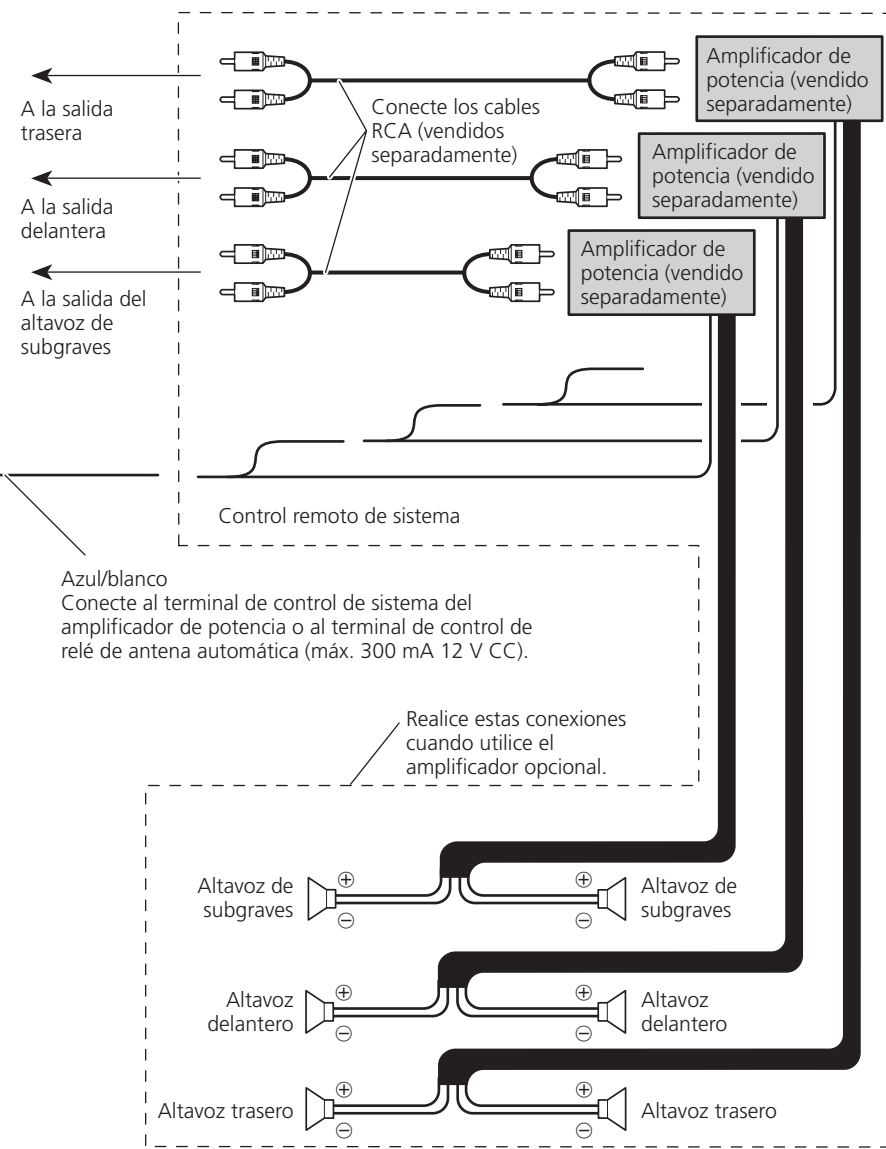 Amplificador de
potencia (vendido
separadamente)
A la salida
trasera
Conecte los cables
RCA (vendidos
separadamente)
Amplificador de
potencia (vendido
separadamente)
A la salida
delantera
Amplificador de
potencia (vendido
separadamente)
A la salida del
altavoz de
subgraves
Control remoto de sistema
Azul/blanco
Conecte al terminal de control de sistema del
amplificador de potencia o al terminal de control de
relé de antena automática (máx. 300 mA 12 V CC).
Realice estas conexiones
cuando utilice el
amplificador opcional.
Altavoz de
subgraves
⊕
⊖
⊕
⊖
Altavoz de
subgraves
Altavoz
delantero
⊕
⊖
⊕
⊖
Altavoz
delantero
Altavoz trasero
⊕
⊖
⊕
⊖
Altavoz trasero